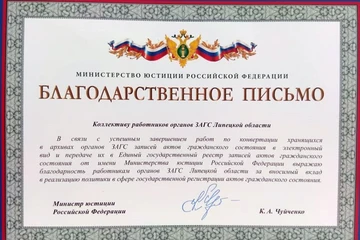 МИНИСТЕРСТВО ЮСТИЦИИ РОССИЙСКОЙ ФЕДЕРАЦИИ
БЛАГОДАРСТВЕННОЕ ПИСЬМО
Коллективу работников органов ЗАГС Липецкой области
В связи с успешным завершением работ по конвертации хранящихся
в архивах органов ЗАГС записей актов гражданского состояния в электронный
вид и передаче их в Единый государственный реестр записей актов гражданского
состояния от имени Министерства юстиции Российской Федерации выражаю
благодарность работникам органов ЗАГС Липецкой области за вносимый вклад
в реализацию политики в сфере государственной регистрации актов гражданского состояния.
Министр юстиции
Российской Федерации
К.А. Чуйченко